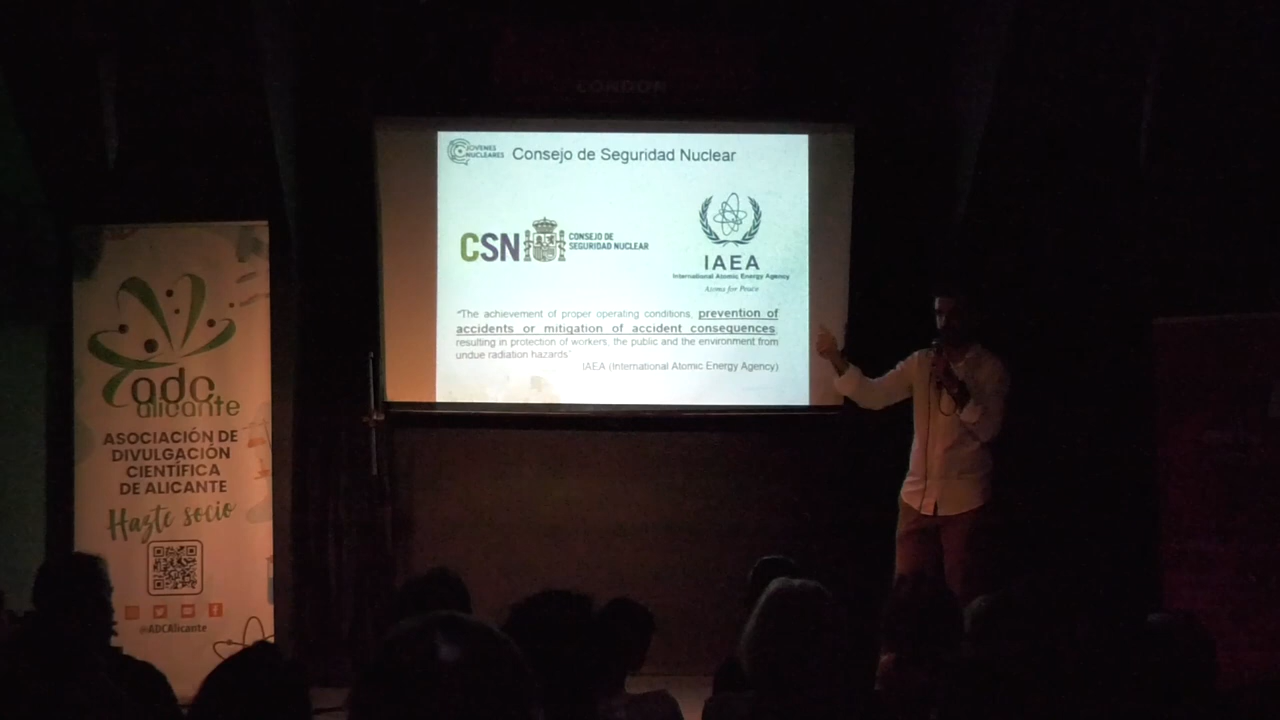 LONDON
JÓVENES
NUCLEARES
Consejo de Seguridad Nuclear
CSN
CONSEJO DE
SEGURIDAD NUCLEAR
IAEA
International Atomic Energy Agency
Atoms for Peace
"The achievement of proper operating conditions, prevention of
accidents or mitigation of accident consequences,
resulting in protection of workers, the public and the environment from
undue radiation hazards"
IAEA (International Atomic Energy Agency)
adc
alicante
ASOCIACIÓN DE
DIVULGACIÓN
CIENTÍFICA
DE ALICANTE
Hazte socio
@ADCAlicante